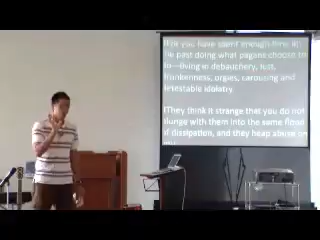 For you have spent enough time in
the past doing what pagans choose to
do—living in debauchery, lust,
drunkenness, orgies, carousing and
detestable idolatry.
They think it strange that you do not
plunge with them into the same flood
of dissipation, and they heap abuse on
you.